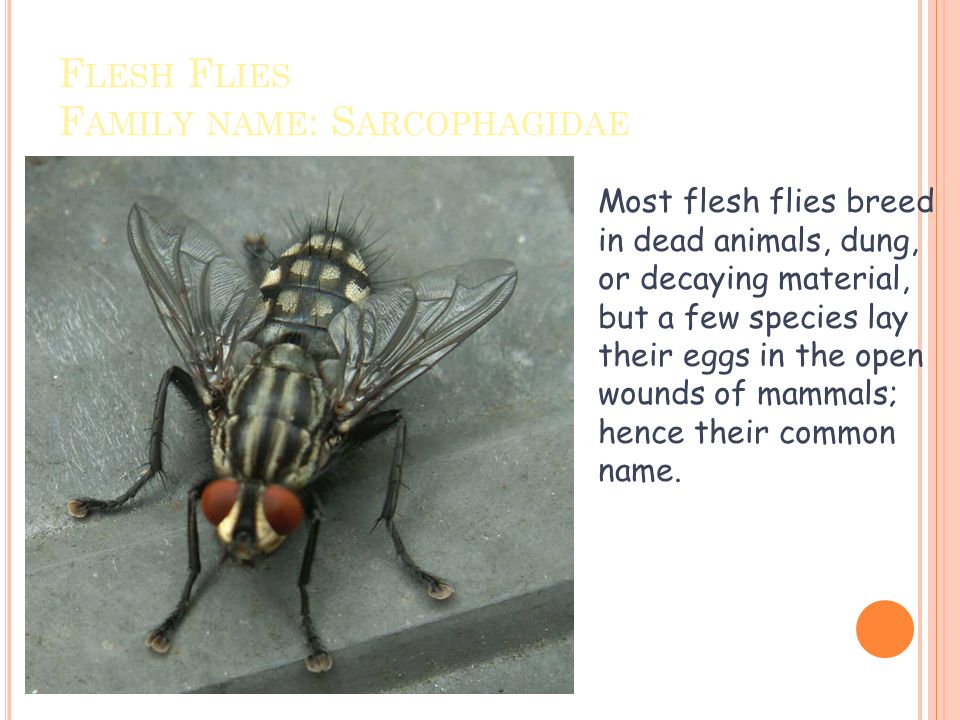 Flesh Flies
Family name: Sarcophagidae
Most flesh flies breed
in dead animals, dung,
or decaying material,
but a few species lay
their eggs in the open
wounds of mammals;
hence their common
name.